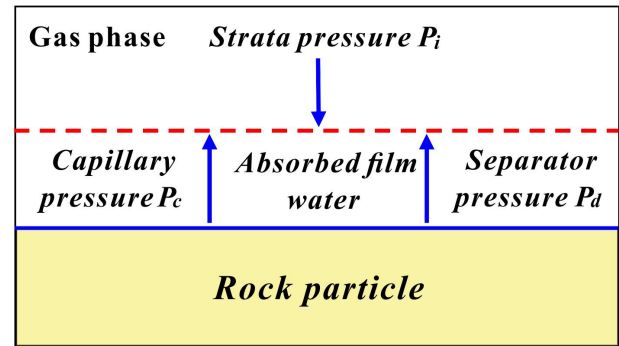 Gas phase Strata pressure Pi
Capillary Absorbed film Separator
pressure Pc water pressure Pd
Rock particle